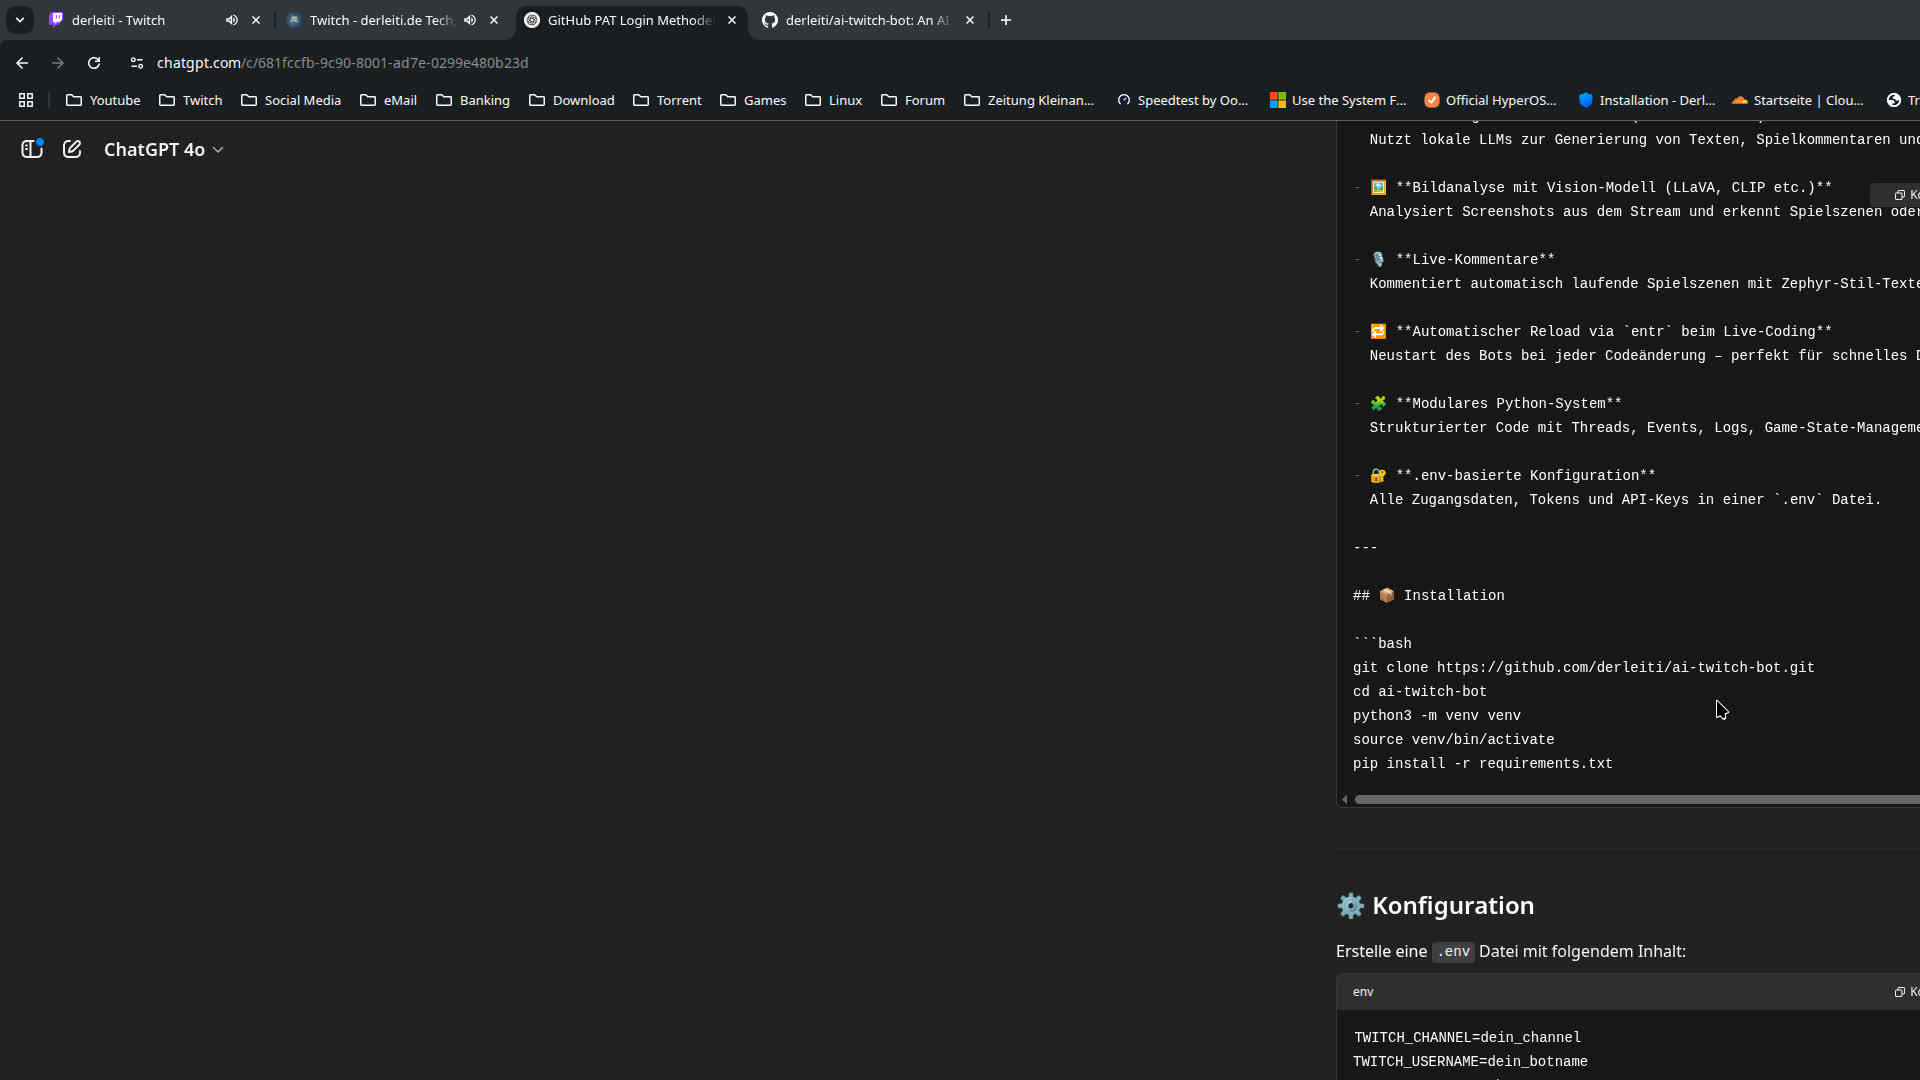 derleiti - Twitch
Twitch - derleiti.de Tech
GitHub PAT Login Methode
derleiti/ai-twitch-bot: An AI
chatgpt.com/c/681fccfb-9c90-8001-ad7e-0299e480b23d
Youtube
Twitch
Social Media
eMail
Banking
Download
Torrent
Games
Linux
Forum
Zeitung Kleinan...
Speedtest by Oo...
Use the System F...
Official HyperOS...
Installation - Derl...
Startseite | Clou...
Tr
ChatGPT 4o
Nutzt lokale LLMs zur Generierung von Texten, Spielkommentaren und
- 🖼️ **Bildanalyse mit Vision-Modell (LLaVA, CLIP etc.)**
Ko
Analysiert Screenshots aus dem Stream und erkennt Spielszenen oder
- 🎙️ **Live-Kommentare**
Kommentiert automatisch laufende Spielszenen mit Zephyr-Stil-Texte
- 🔁 **Automatischer Reload via `entr` beim Live-Coding**
Neustart des Bots bei jeder Codeänderung – perfekt für schnelles D
- 🧩 **Modulares Python-System**
Strukturierter Code mit Threads, Events, Logs, Game-State-Manageme
- 🔐 **.env-basierte Konfiguration**
Alle Zugangsdaten, Tokens und API-Keys in einer `.env` Datei.
---
## 📦 Installation
```bash
git clone https://github.com/derleiti/ai-twitch-bot.git
cd ai-twitch-bot
python3 -m venv venv
source venv/bin/activate
pip install -r requirements.txt
⚙️ Konfiguration
Erstelle eine .env Datei mit folgendem Inhalt:
env
Ko
TWITCH_CHANNEL=dein_channel
TWITCH_USERNAME=dein_botname